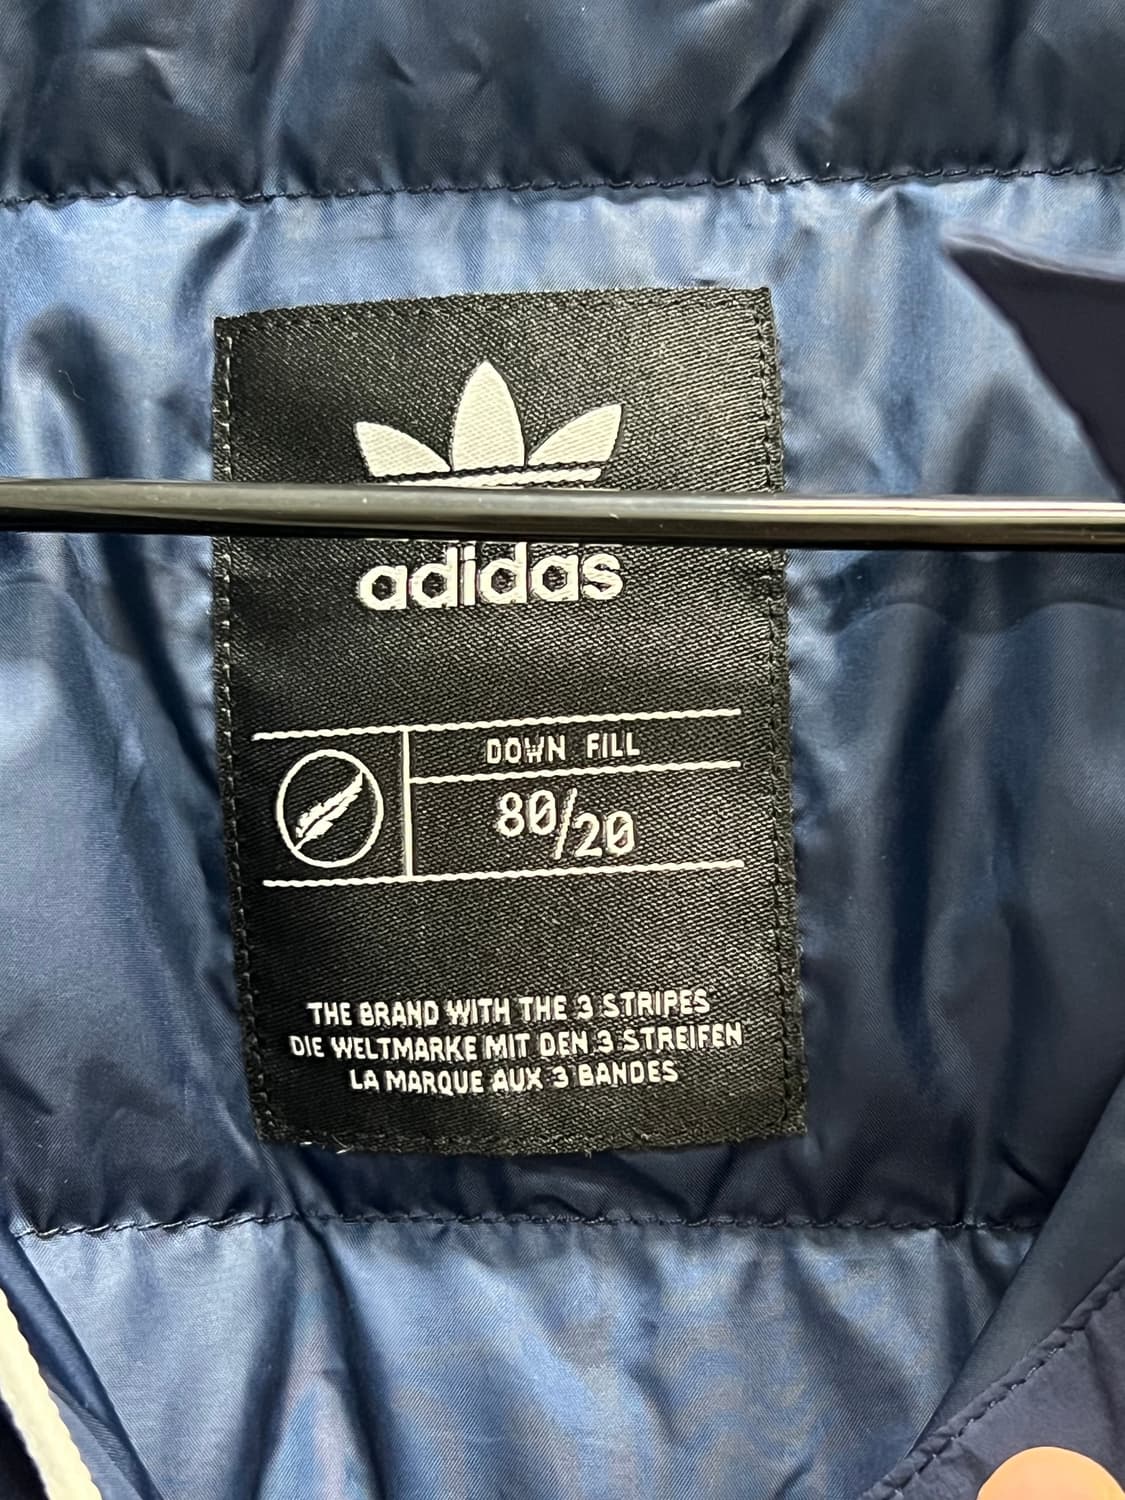 adidas
DOWN FILL
80/20
THE BRAND WITH THE 3 STRIPES
DIE WELTMARKE MIT DEN 3 STREIFEN
LA MARQUE AUX 3 BANDES